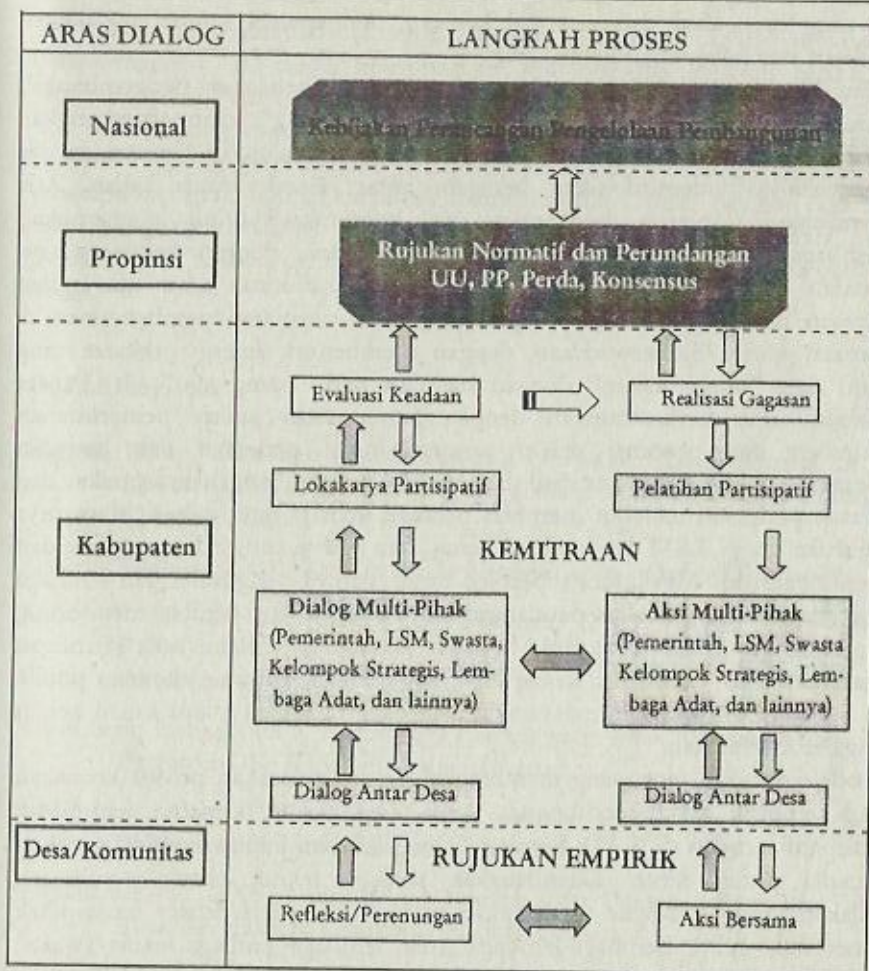 ARAS DIALOG
LANGKAH PROSES
Nasional
Kebijakan Perancangan Pengelolaan Pembangunan
Propinsi
Rujukan Normatif dan Perundangan
UU, PP, Perda, Konsensus
Evaluasi Keadaan
Realisasi Gagasan
Lokakarya Partisipatif
Pelatihan Partisipatif
Kabupaten
KEMITRAAN
Dialog Multi-Pihak
(Pemerintah, LSM, Swasta,
Kelompok Strategis, Lem-
baga Adat, dan lainnya)
Aksi Multi-Pihak
(Pemerintah, LSM, Swasta
Kelompok Strategis, Lem-
baga Adat, dan lainnya)
Dialog Antar Desa
Dialog Antar Desa
Desa/Komunitas
RUJUKAN EMPIRIK
Refleksi/Perenungan
Aksi Bersama